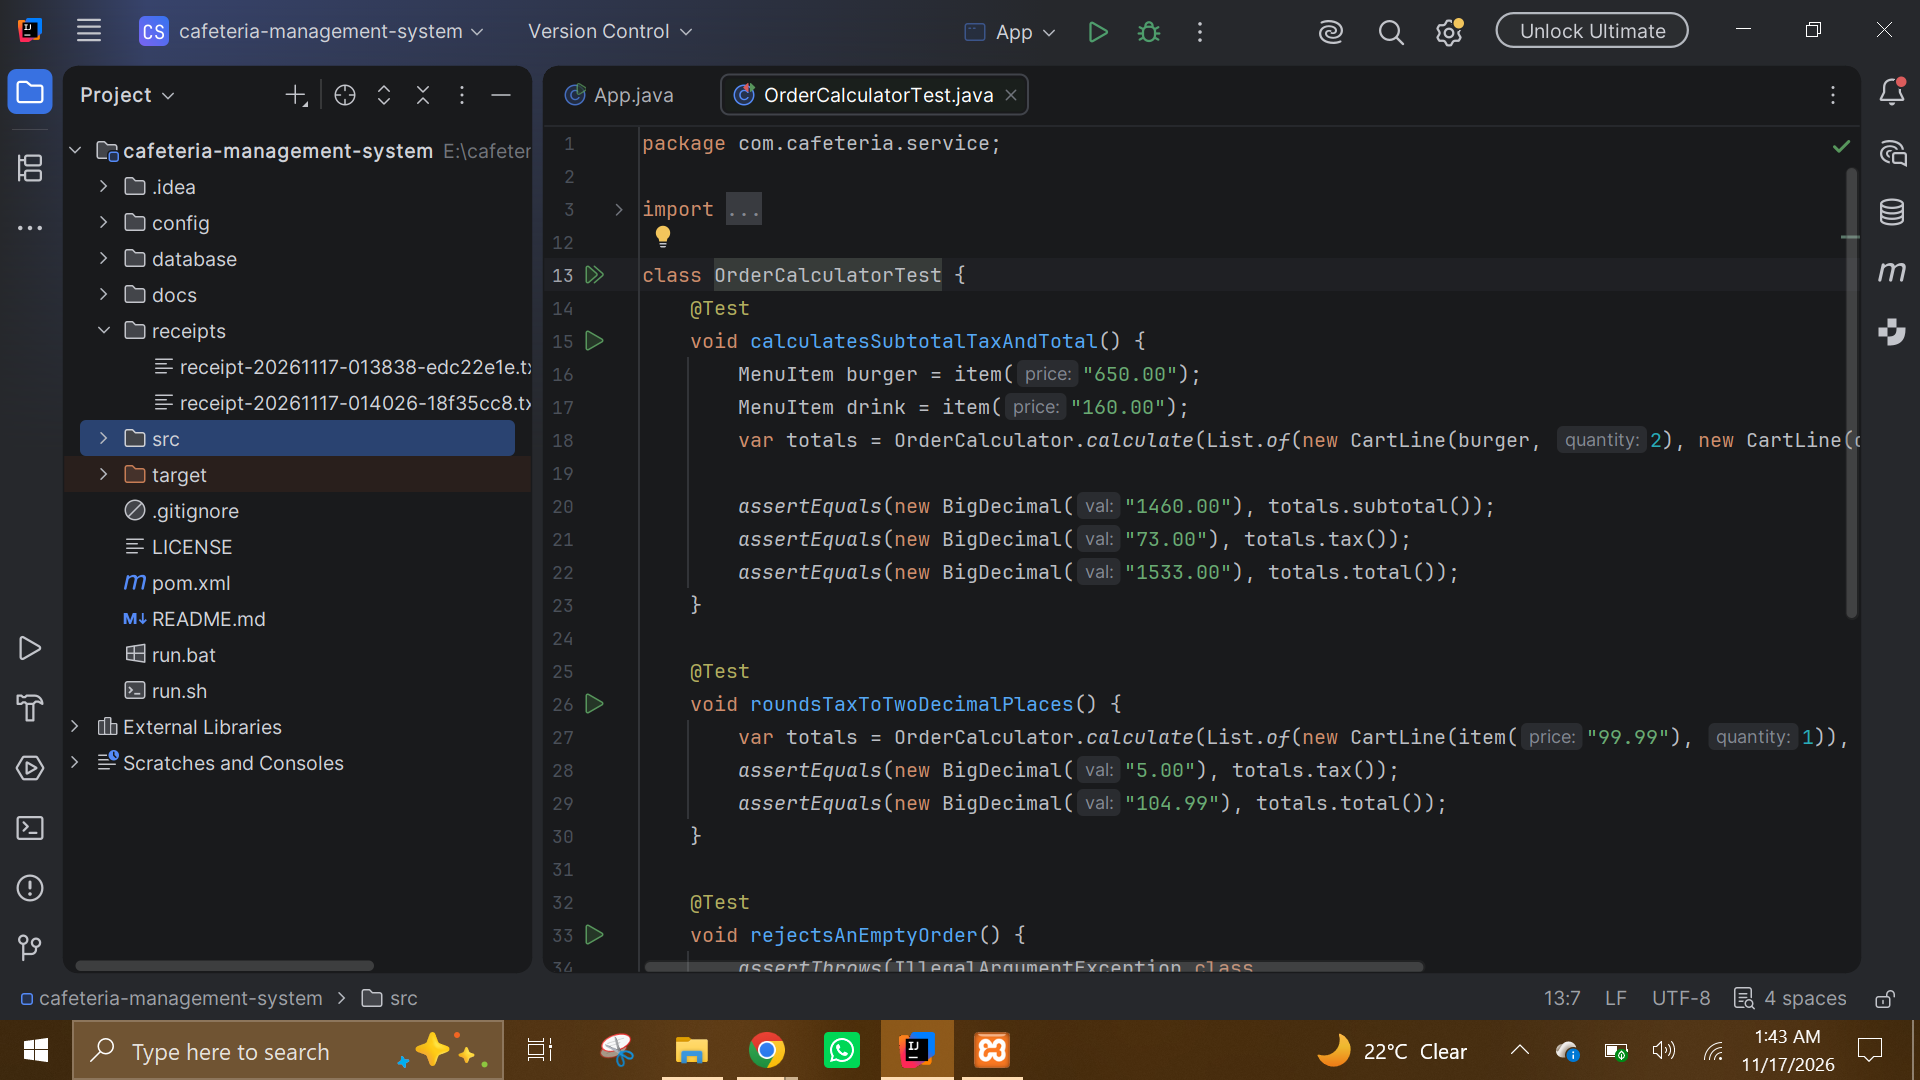 CS cafeteria-management-system Version Control App Unlock Ultimate
Project
App.java OrderCalculatorTest.java
cafeteria-management-system E:\cafeter
.idea
config
database
docs
receipts
receipt-20261117-013838-edc22e1e.tx
receipt-20261117-014026-18f35cc8.tx
src
target
.gitignore
LICENSE
m pom.xml
M↓ README.md
run.bat
run.sh
External Libraries
Scratches and Consoles
1 package com.cafeteria.service;
2
3 import ...
12
13 class OrderCalculatorTest {
14 @Test
15 void calculatesSubtotalTaxAndTotal() {
16 MenuItem burger = item( price: "650.00");
17 MenuItem drink = item( price: "160.00");
18 var totals = OrderCalculator.calculate(List.of(new CartLine(burger, quantity: 2), new CartLine(
19
20 assertEquals(new BigDecimal( val: "1460.00"), totals.subtotal());
21 assertEquals(new BigDecimal( val: "73.00"), totals.tax());
22 assertEquals(new BigDecimal( val: "1533.00"), totals.total());
23 }
24
25 @Test
26 void roundsTaxToTwoDecimalPlaces() {
27 var totals = OrderCalculator.calculate(List.of(new CartLine(item( price: "99.99"), quantity: 1)),
28 assertEquals(new BigDecimal( val: "5.00"), totals.tax());
29 assertEquals(new BigDecimal( val: "104.99"), totals.total());
30 }
31
32 @Test
33 void rejectsAnEmptyOrder() {
34 assertThrows(IllegalArgumentException.class
m
cafeteria-management-system > src 13:7 LF UTF-8 4 spaces
Type here to search
22°C Clear
1:43 AM
11/17/2026